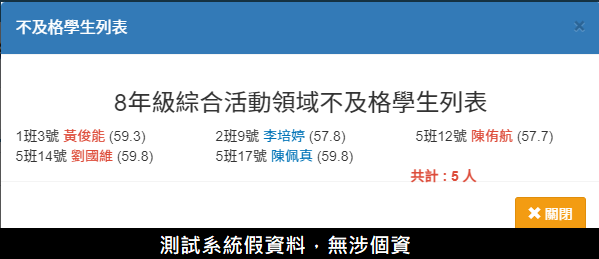 不及格學生列表 ×
8年級綜合活動領域不及格學生列表
1班3號 黃俊能 (59.3) 2班9號 李培婷 (57.8) 5班12號 陳侑航 (57.7)
5班14號 劉國維 (59.8) 5班17號 陳佩真 (59.8)
共計 : 5 人
✖ 關閉
測試系統假資料，無涉個資